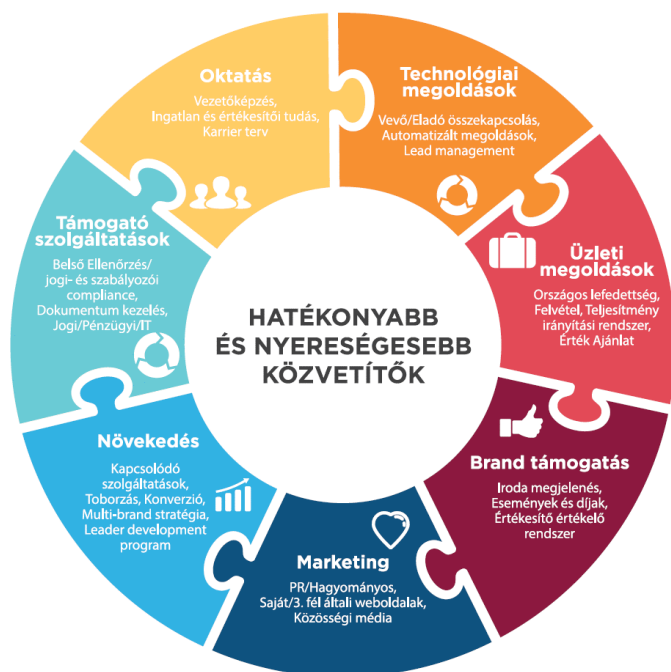 Oktatás
Vezetőképzés,
Ingatlan és értékesítői tudás,
Karrier terv
Technológiai
megoldások
Vevő/Eladó összekapcsolás,
Automatizált megoldások,
Lead management
Támogató
szolgáltatások
Belső Ellenőrzés/
jogi- és szabályozói
compliance,
Dokumentum kezelés,
Jogi/Pénzügyi/IT
Üzleti
megoldások
Országos lefedettség,
Felvétel, Teljesítmény
irányítási rendszer,
Érték Ajánlat
HATÉKONYABB
ÉS NYERESÉGESEBB
KÖZVETÍTŐK
Növekedés
Kapcsolódó
szolgáltatások,
Toborzás, Konverzió,
Multi-brand stratégia,
Leader development
program
Brand támogatás
Iroda megjelenés,
Események és díjak,
Értékesítő értékelő
rendszer
Marketing
PR/Hagyományos,
Saját/3. fél általi weboldalak,
Közösségi média